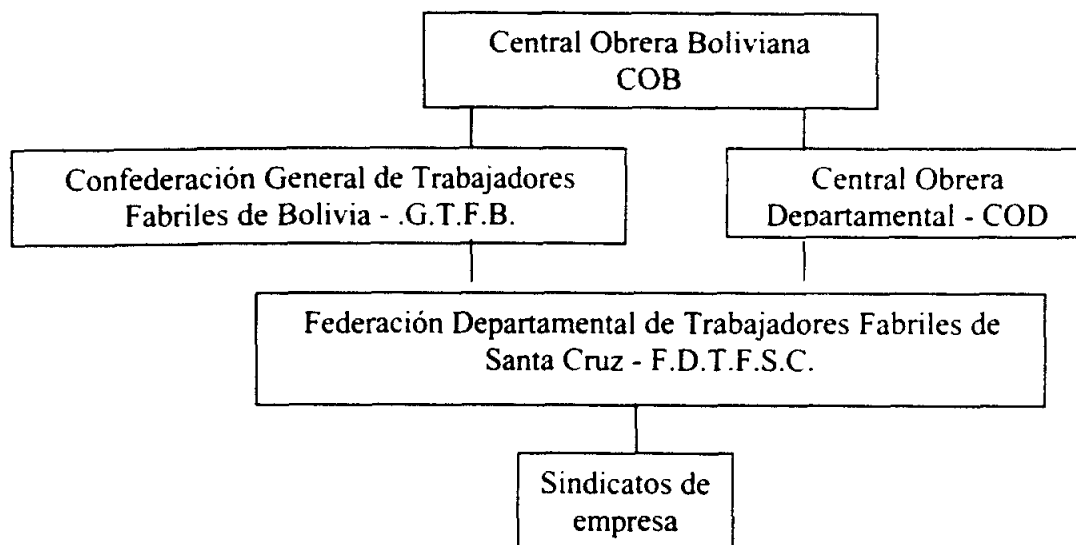 Central Obrera Boliviana
COB
Confederación General de Trabajadores
Fabriles de Bolivia - .G.T.F.B.
Central Obrera
Departamental - COD
Federación Departamental de Trabajadores Fabriles de
Santa Cruz - F.D.T.F.S.C.
Sindicatos de
empresa